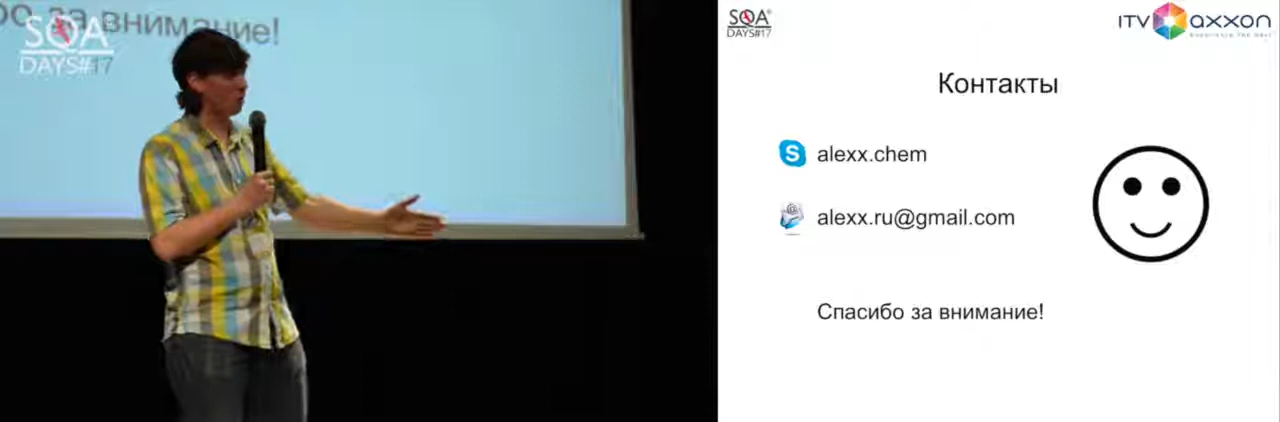 за внимание!
SQA
DAYS#17
SQA
DAYS#17
ITV axxon
Контакты
alexx.chem
alexx.ru@gmail.com
Спасибо за внимание!